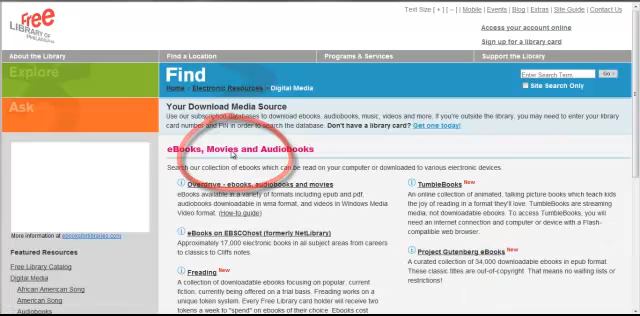 Text Size [ + ] [ – ] | Mobile | Events | Blog | Extras | Site Guide | Contact Us
Free
LIBRARY OF
PHILADELPHIA
Access your account online
Sign up for a library card
About the Library
Find a Location
Programs & Services
Support the Library
Explore
Find
Enter Search Term
Go >
Home > Electronic Resources > Digital Media
Site Search Only
Ask
Your Download Media Source
Use our subscription databases to download ebooks, audiobooks, music, videos and more. If you're outside the library, you may need to enter your
card number and PIN in order to search the database. Don't have a library card? Get one today!
eBooks, Movies and Audiobooks
Search our collection of ebooks which can be read on your computer or downloaded to various electronic devices.
Overdrive - ebooks, audiobooks and movies
eBooks available in a variety of formats including epub and pdf,
audiobooks downloadable in wma format, and videos in Windows Media
Video format. (How-to guide)
eBooks on EBSCOhost (formerly NetLibrary)
Approximately 17,000 electronic books in all subject areas from careers
to classics to Cliffs notes.
Freading New
A collection of downloadable ebooks focusing on popular, current
fiction, currently being offered on a trial basis. Freading works on a
unique token system. Every Free Library card holder will receive two
tokens a week to "spend" on ebooks of their choice. Ebooks cost
TumbleBooks New
An online collection of animated, talking picture books which teach kids
the joy of reading in a format they'll love. TumbleBooks are streaming
media, not downloadable ebooks. To access TumbleBooks, you will
need an internet connection and computer or device with a Flash-
compatible web browser.
Project Gutenberg eBooks New
A curated collection of 34,000 downloadable ebooks in epub format.
These classic titles are out-of-copyright. That means no waiting lists or
restrictions!
More information at ebooksforlibraries.com
Featured Resources
Free Library Catalog
Digital Media
African American Song
American Song
Audiobooks